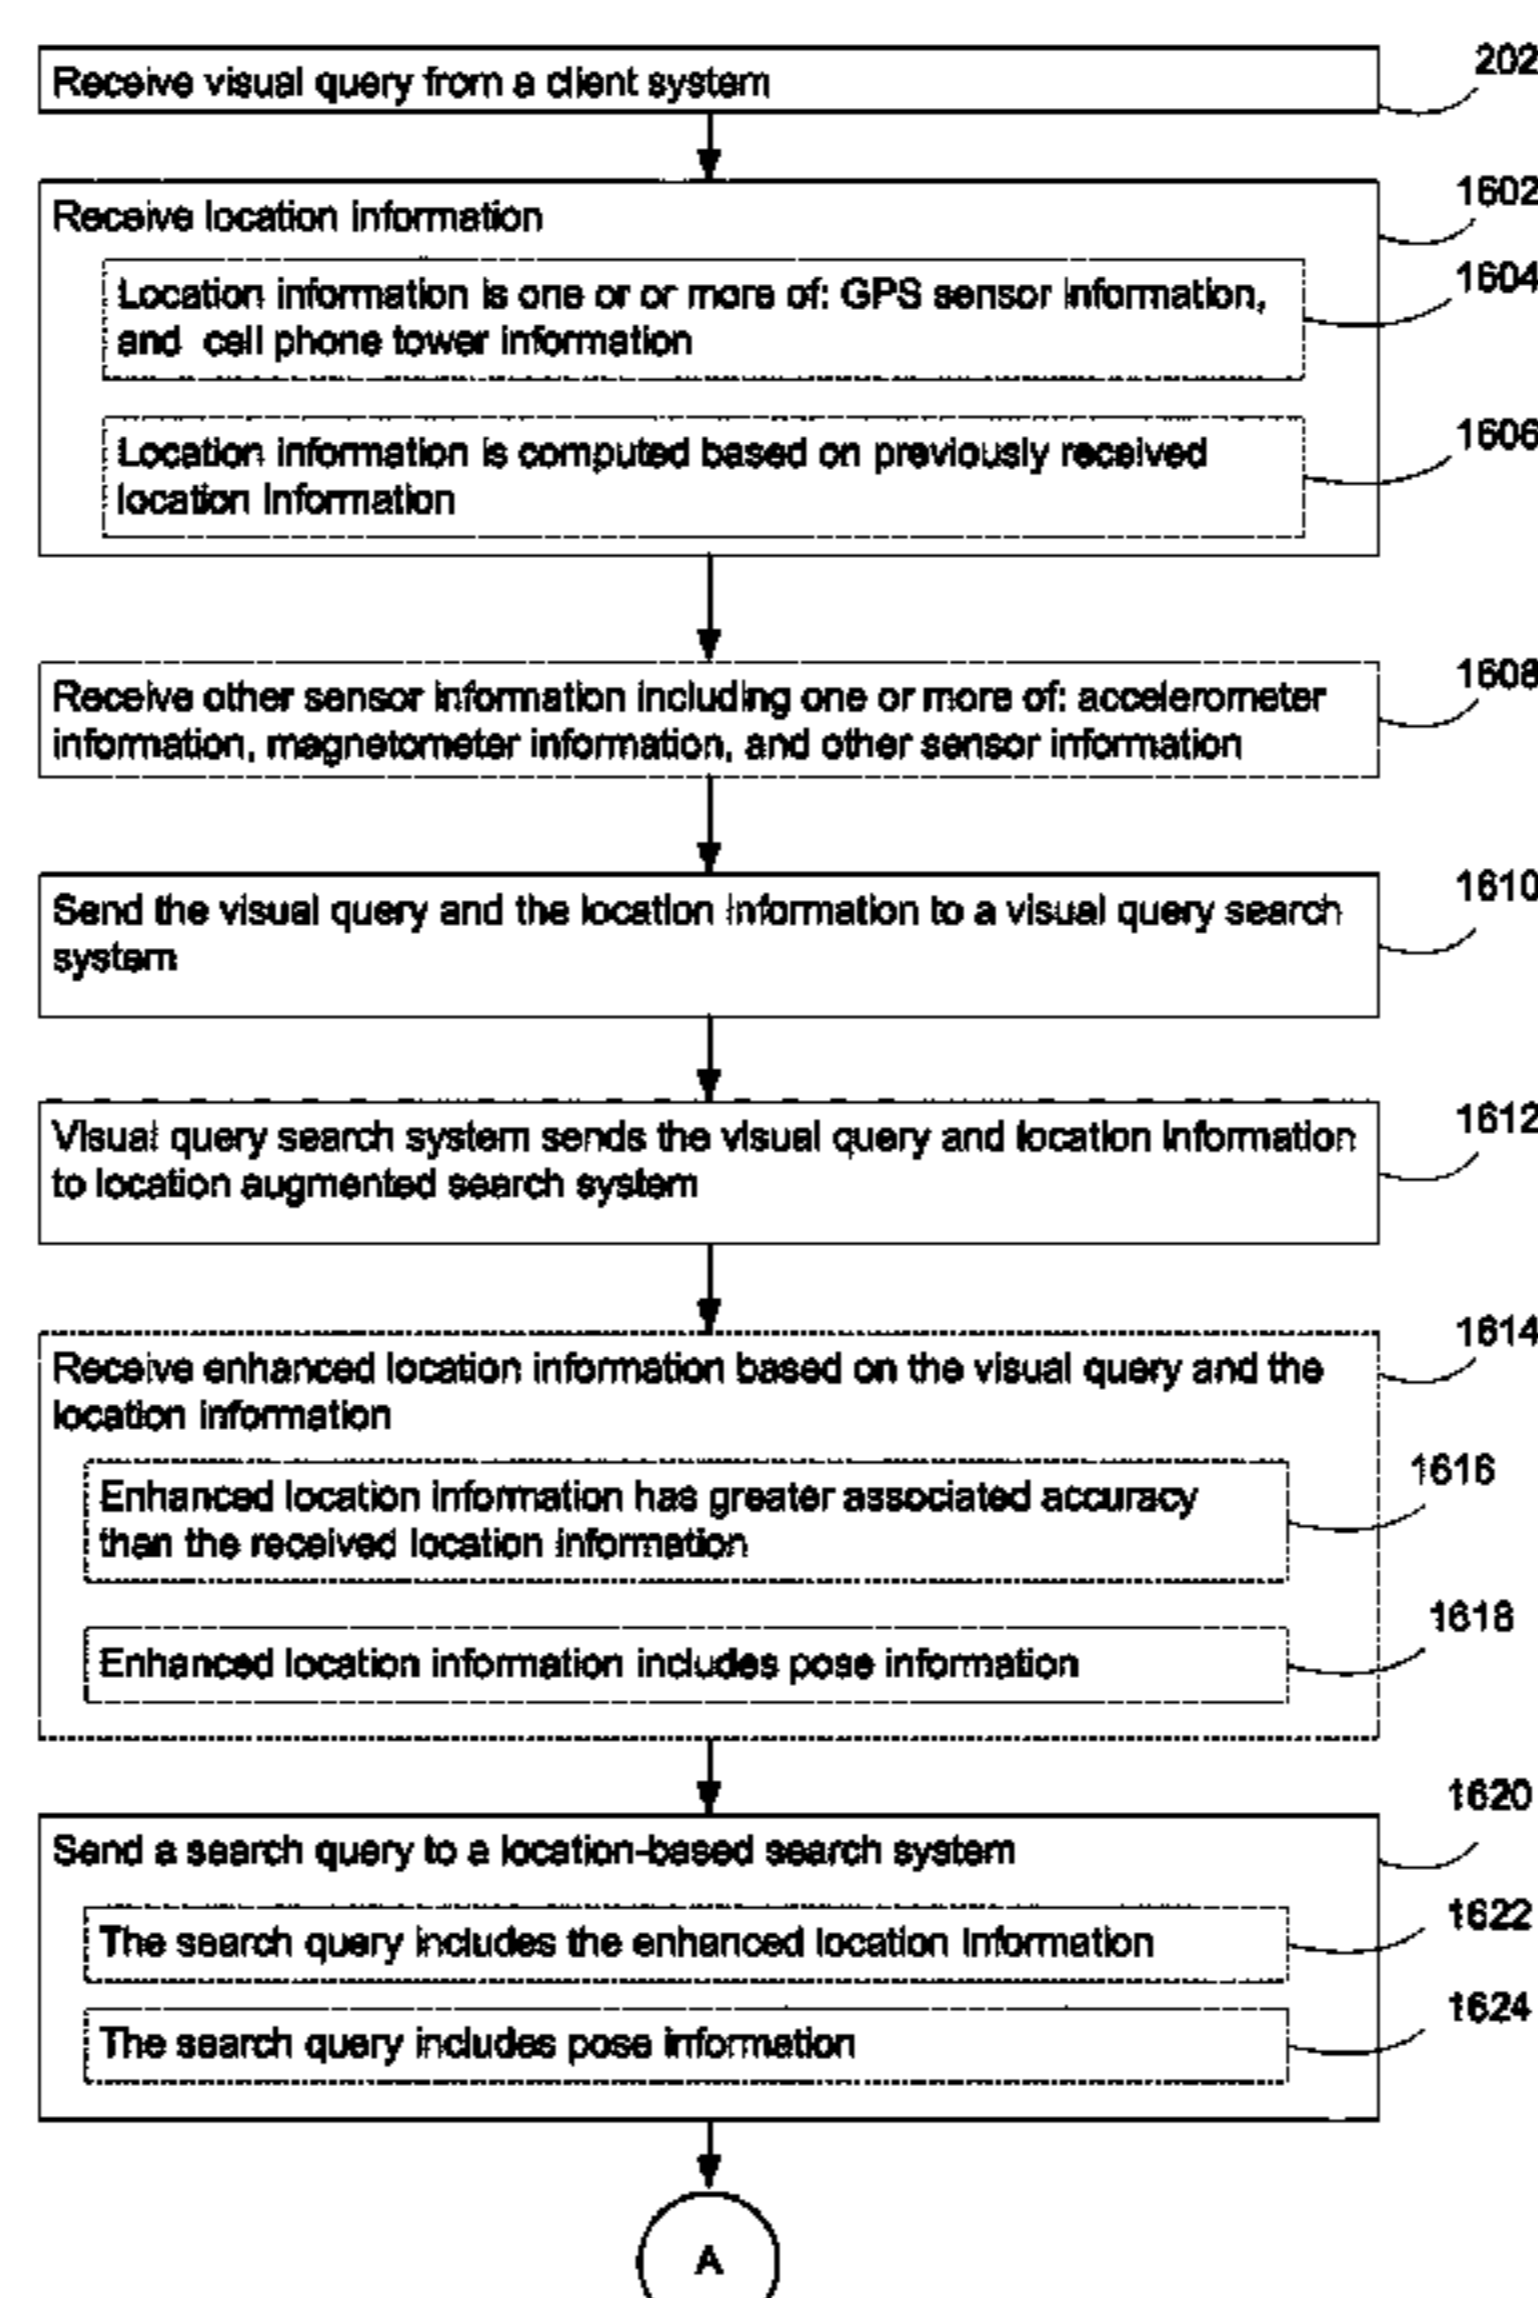 Receive visual query from a client system
202
Receive location information
1602
Location information is one or or more of: GPS sensor information,
and cell phone tower information
1604
Location information is computed based on previously received
location information
1606
Receive other sensor information including one or more of: accelerometer
information, magnetometer information, and other sensor information
1608
Send the visual query and the location information to a visual query search
system
1610
Visual query search system sends the visual query and location information
to location augmented search system
1612
Receive enhanced location information based on the visual query and the
location information
1614
Enhanced location information has greater associated accuracy
than the received location information
1616
Enhanced location information includes pose information
1618
Send a search query to a location-based search system
1620
The search query includes the enhanced location information
1622
The search query includes pose information
1624
A